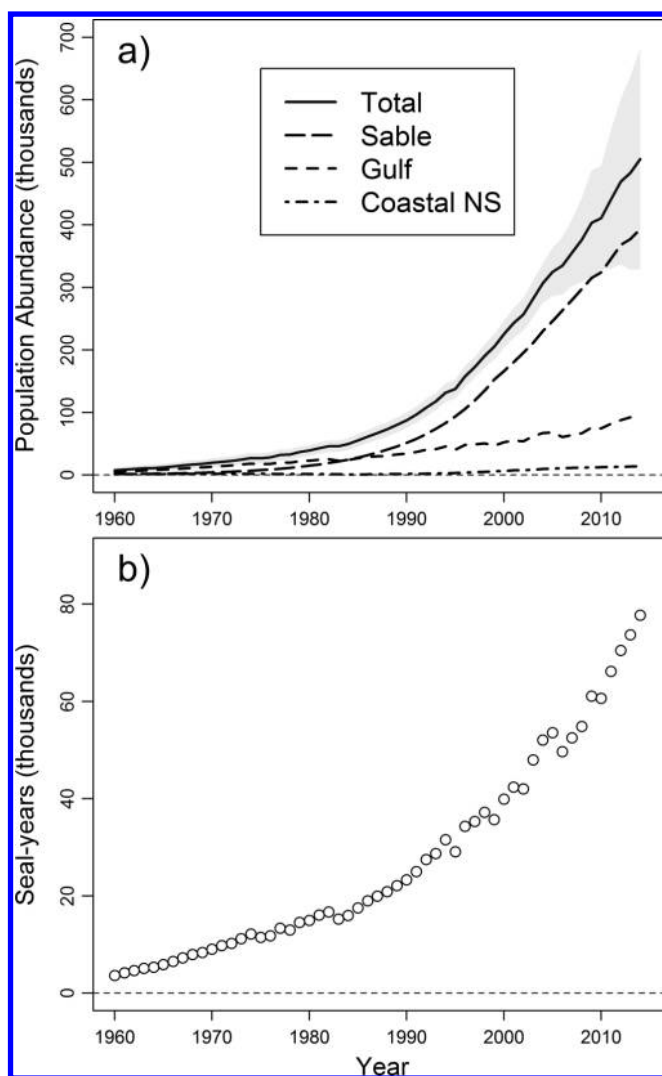 a)
Total
Sable
Gulf
Coastal NS
Population Abundance (thousands)
700
600
500
400
300
200
100
0
1960 1970 1980 1990 2000 2010
b)
Seal-years (thousands)
80
60
40
20
0
1960 1970 1980 1990 2000 2010
Year